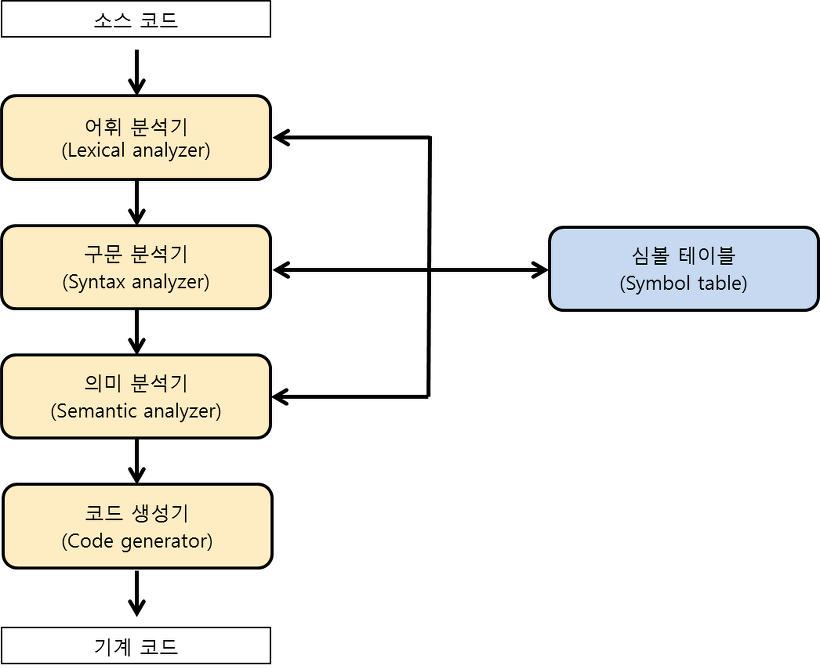 소스 코드
어휘 분석기
(Lexical analyzer)
구문 분석기
(Syntax analyzer)
심볼 테이블
(Symbol table)
의미 분석기
(Semantic analyzer)
코드 생성기
(Code generator)
기계 코드